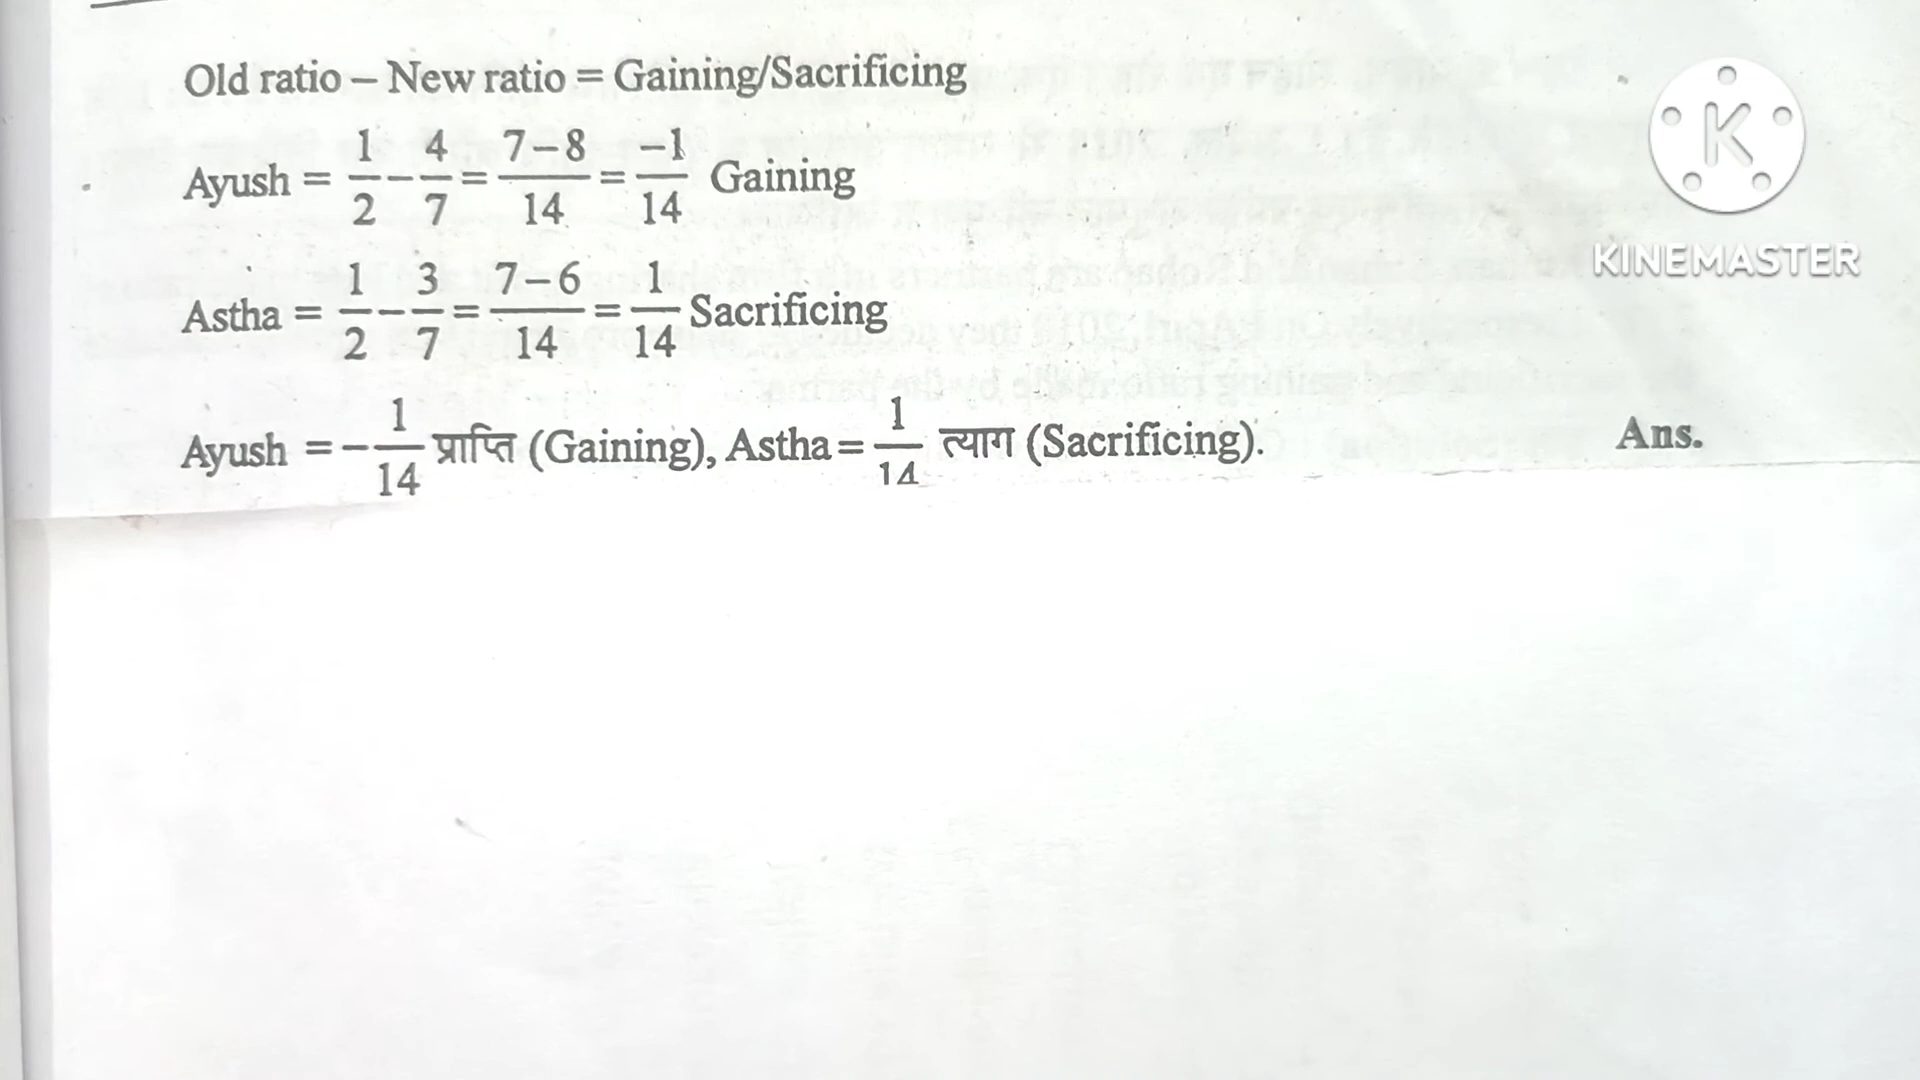 Old ratio – New ratio = Gaining/Sacrificing
Ayush = 1/2 – 4/7 = 7–8/14 = –1/14 Gaining
Astha = 1/2 – 3/7 = 7–6/14 = 1/14 Sacrificing
Ayush = – 1/14 प्राप्ति (Gaining), Astha = 1/14 त्याग (Sacrificing). Ans.
K
KINEMASTER